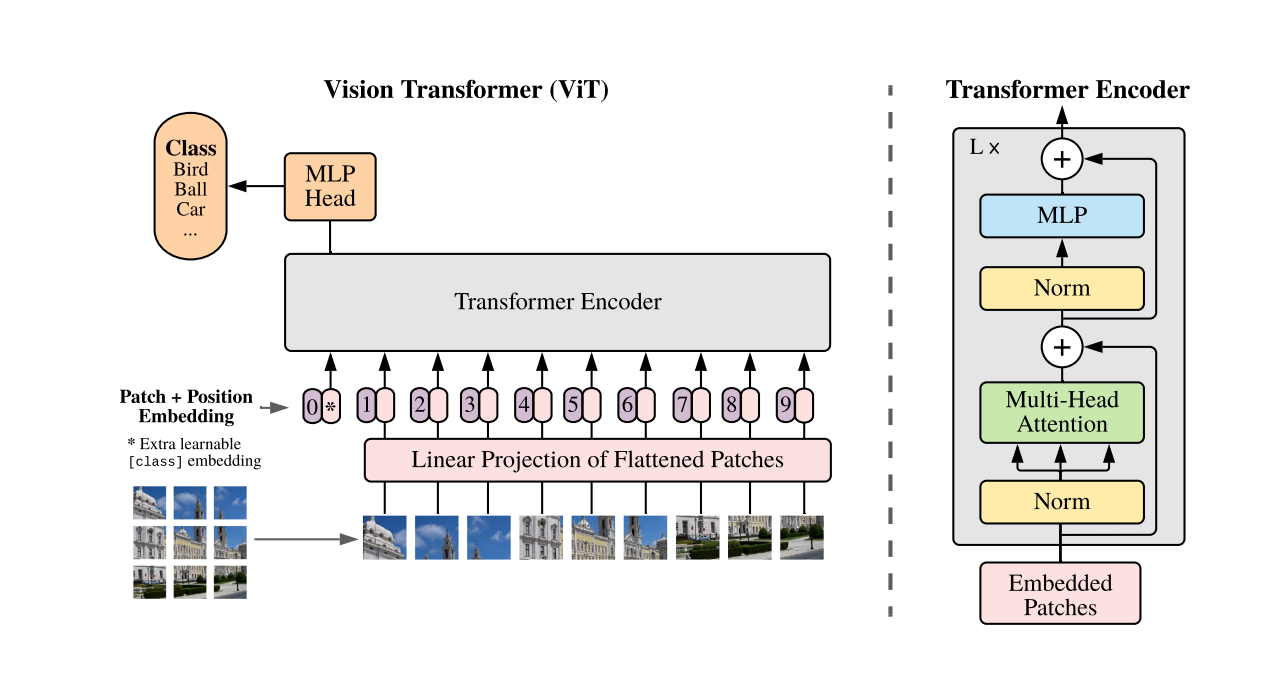 Vision Transformer (ViT)
Class
Bird
Ball
Car
...
MLP
Head
Transformer Encoder
Patch + Position
Embedding
* Extra learnable
[class] embedding
0 *
1
2
3
4
5
6
7
8
9
Linear Projection of Flattened Patches
Transformer Encoder
L x
+
MLP
Norm
+
Multi-Head
Attention
Norm
Embedded
Patches